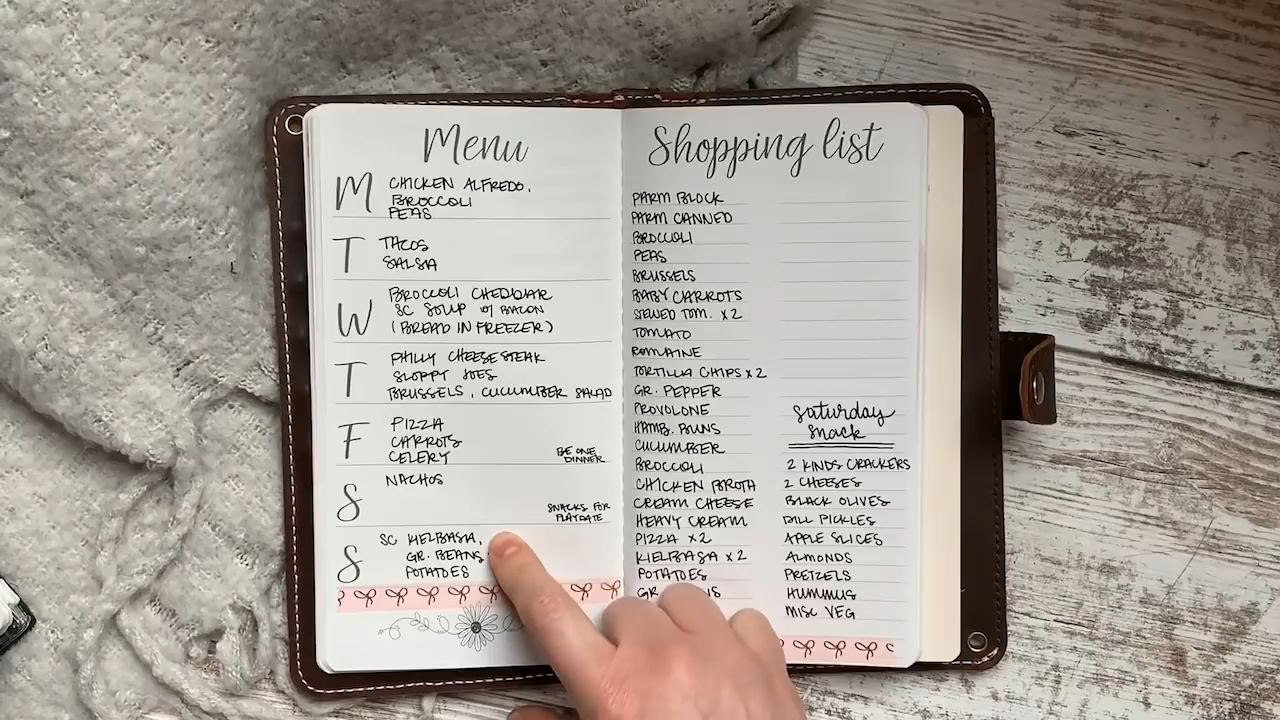 Menu
M
CHICKEN ALFREDO,
BROCCOLI
PEAS
T
TACOS
SALSA
W
BROCCOLI CHEDDAR
SC SOUP W/ BACON
(BREAD IN FREEZER)
T
PHILLY CHEESESTEAK
SLOPPY JOES
BRUSSELS, CUCUMBER SALAD
F
PIZZA
CARROTS
CELERY
BE ONE
DINNER
S
NACHOS
SNACKS FOR
PLAYDATE
S
SC KIELBASA,
GR. BEANS,
POTATOES
Shopping list
PARM BLOCK
PARM CANNED
BROCCOLI
PEAS
BRUSSELS
BABY CARROTS
STEWED TOM. X2
TOMATO
ROMAINE
TORTILLA CHIPS X2
GR. PEPPER
PROVOLONE
HAMB. BUNS
CUCUMBER
BROCCOLI
CHICKEN BROTH
CREAM CHEESE
HEAVY CREAM
PIZZA X2
KIELBASA X2
POTATOES
Saturday
Snack
2 KINDS CRACKERS
2 CHEESES
BLACK OLIVES
DILL PICKLES
APPLE SLICES
ALMONDS
PRETZELS
HUMMUS
MISC VEG